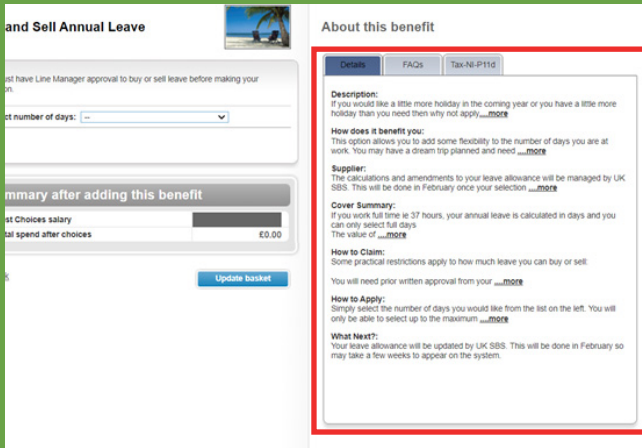 and Sell Annual Leave
ust have Line Manager approval to buy or sell leave before making your
on.
ct number of days: --
mmary after adding this benefit
st Choices salary
tal spend after choices £0.00
Update basket
About this benefit
Details FAQs Tax-NI-P11d
Description:
If you would like a little more holiday in the coming year or you have a little more
holiday than you need then why not apply....more
How does it benefit you:
This option allows you to add some flexibility to the number of days you are at
work. You may have a dream trip planned and need ....more
Supplier:
The calculations and amendments to your leave allowance will be managed by UK
SBS. This will be done in February once your selection ....more
Cover Summary:
If you work full time ie 37 hours, your annual leave is calculated in days and you
can only select full days
The value of ....more
How to Claim:
Some practical restrictions apply to how much leave you can buy or sell:
You will need prior written approval from your ....more
How to Apply:
Simply select the number of days you would like from the list on the left. You will
only be able to select up to the maximum ....more
What Next?:
Your leave allowance will be updated by UK SBS. This will be done in February so
may take a few weeks to appear on the system.